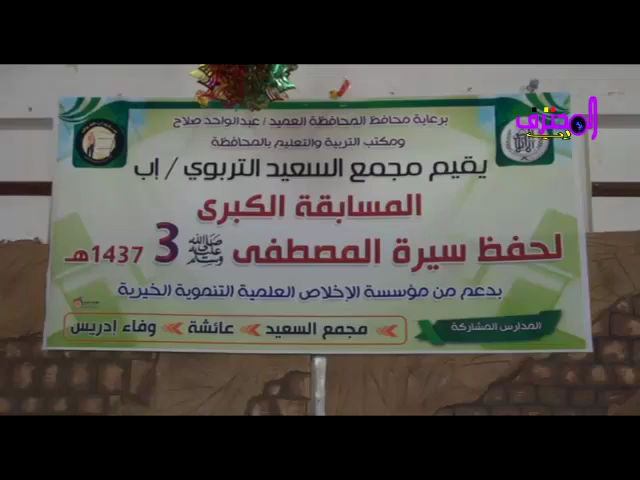 برعاية محافظ المحافظة العميد / عبدالواحد صلاح
ومكتب التربية والتعليم بالمحافظة
يقيم مجمع السعيد التربوي / إب
المسابقة الكبرى
لحفظ سيرة المصطفى ﷺ 3 1437هـ
بدعم من مؤسسة الإخلاص العلمية التنموية الخيرية
المدارس المشاركة
مجمع السعيد عائشة وفاء إدريس
المحترف